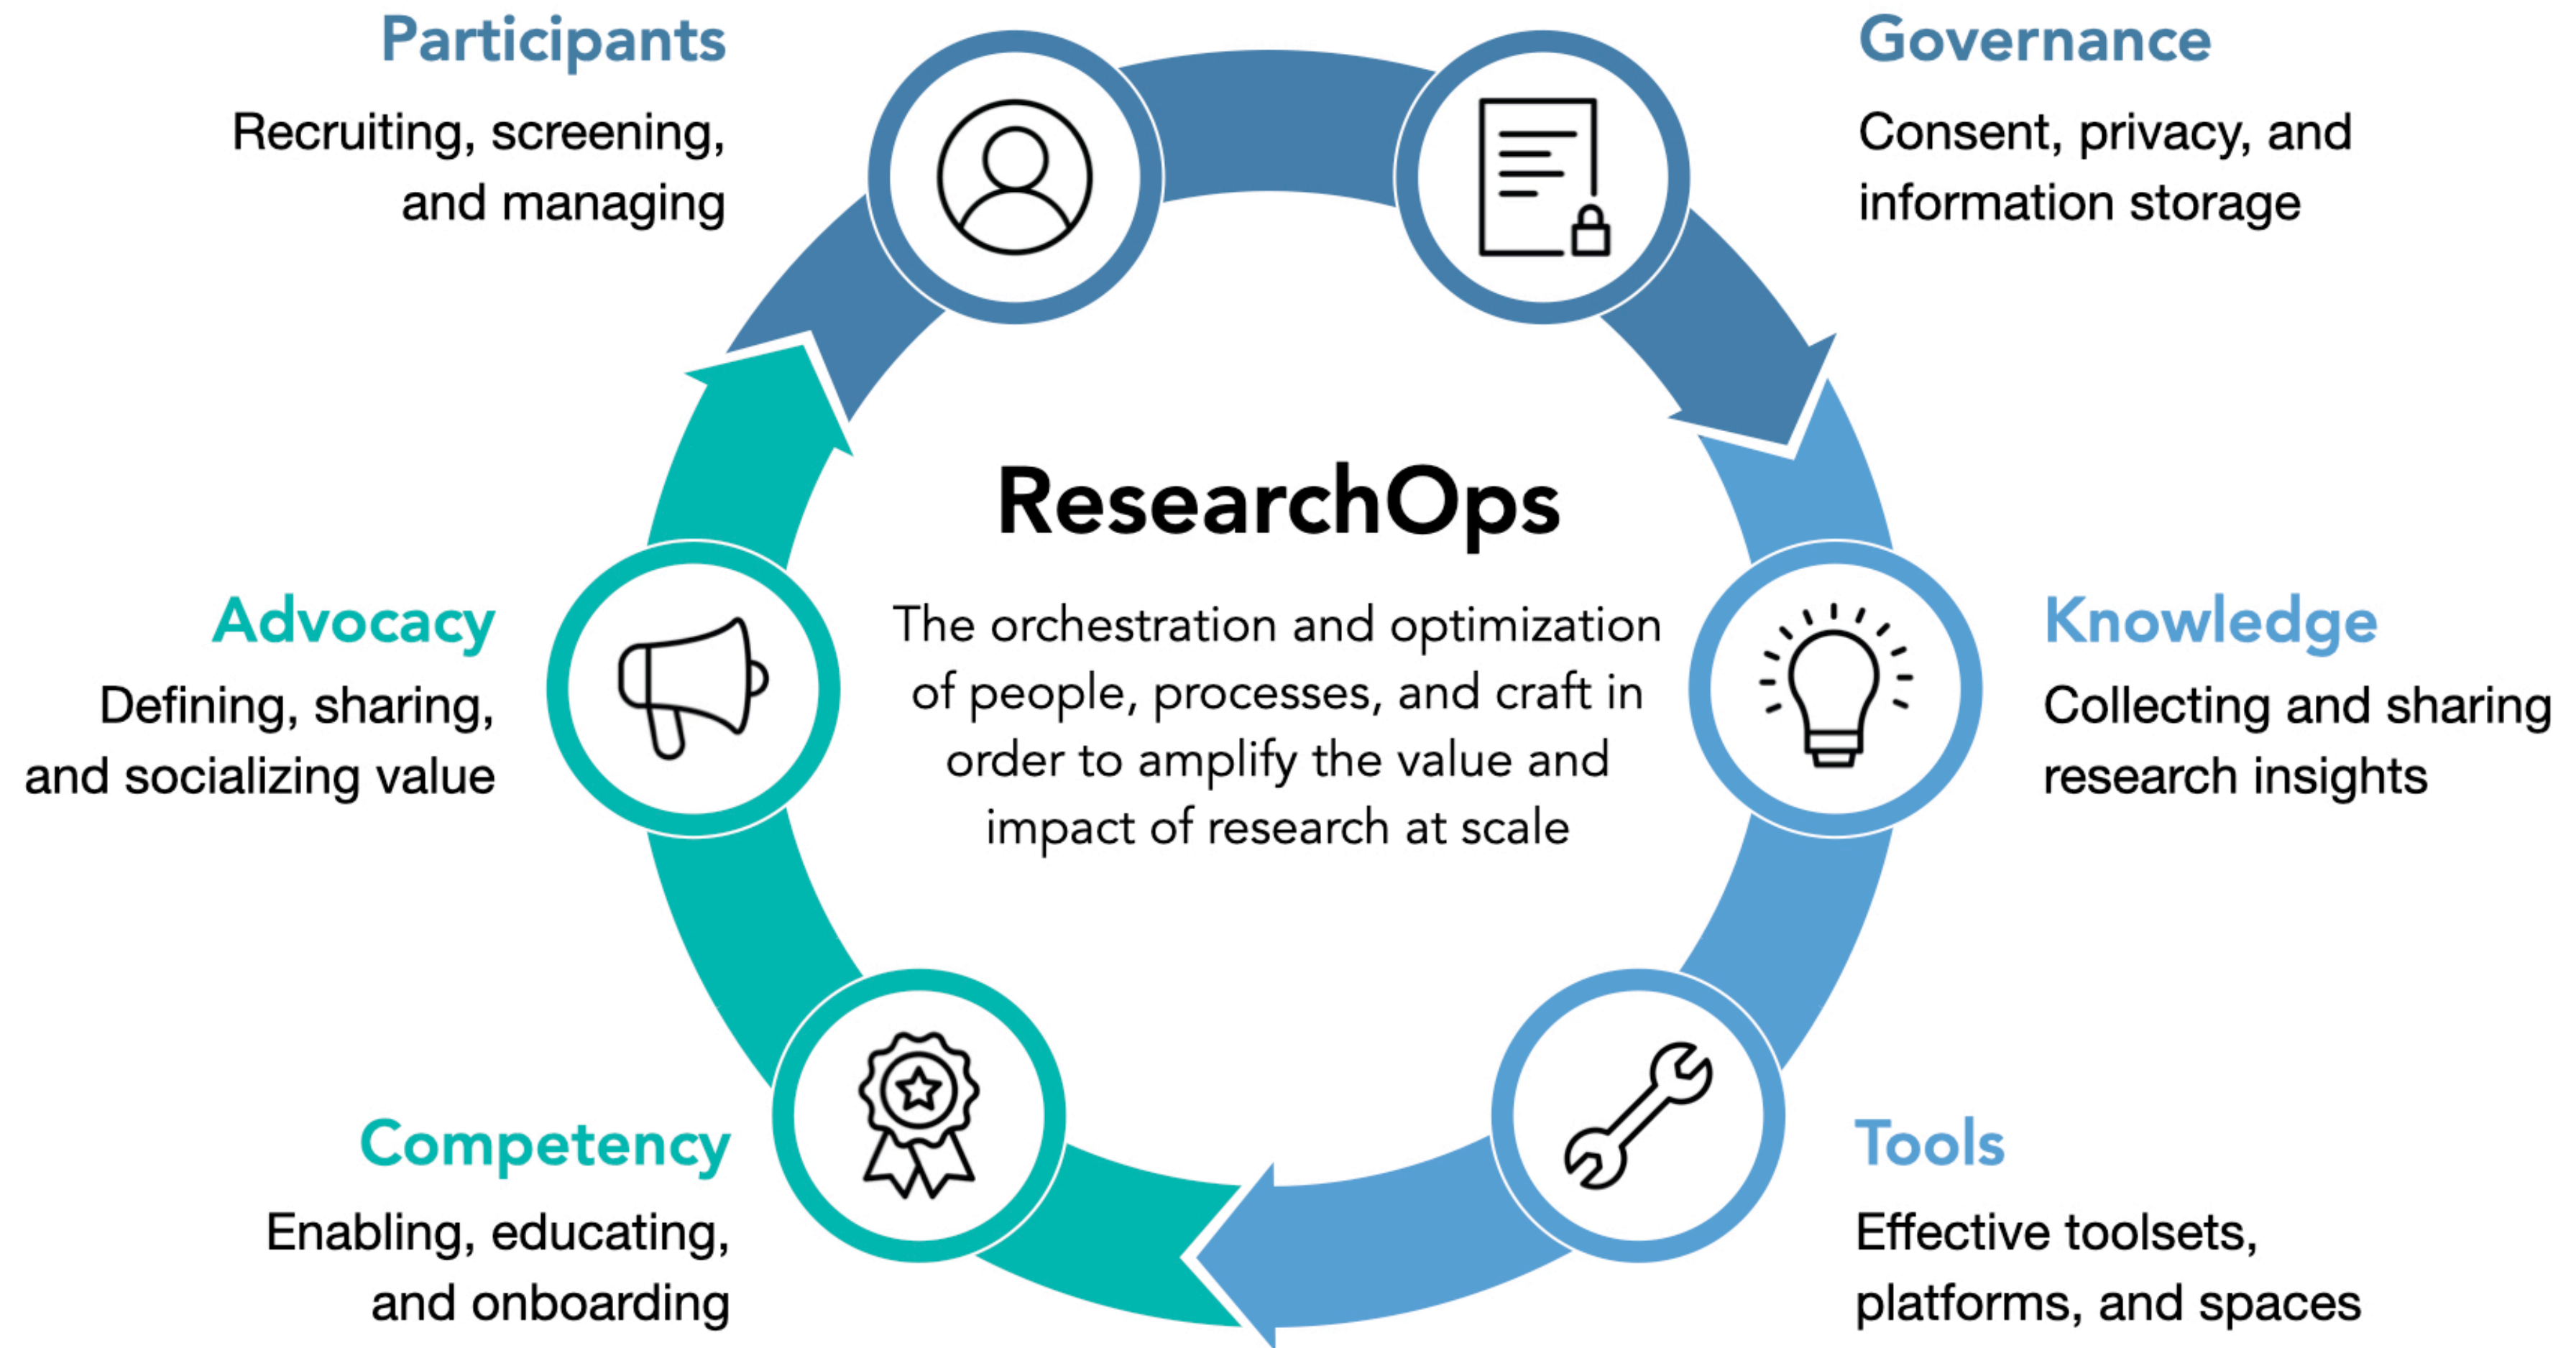 Participants
Recruiting, screening,
and managing
Governance
Consent, privacy, and
information storage
ResearchOps
The orchestration and optimization
of people, processes, and craft in
order to amplify the value and
impact of research at scale
Knowledge
Collecting and sharing
research insights
Tools
Effective toolsets,
platforms, and spaces
Competency
Enabling, educating,
and onboarding
Advocacy
Defining, sharing,
and socializing value